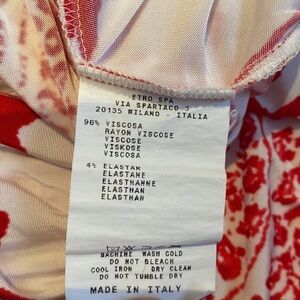 ETRO SPA
VIA SPARTACO 3
20135 MILANO - ITALIA
96% VISCOSA
RAYON VISCOSE
VISCOSE
VISKOSE
VISCOSA
4% ELASTAN
ELASTANE
ELASTHANNE
ELASTHAN
ELASTHAN
MACHINE WASH COLD
DO NOT BLEACH
COOL IRON / DRY CLEAN
DO NOT TUMBLE DRY
MADE IN ITALY